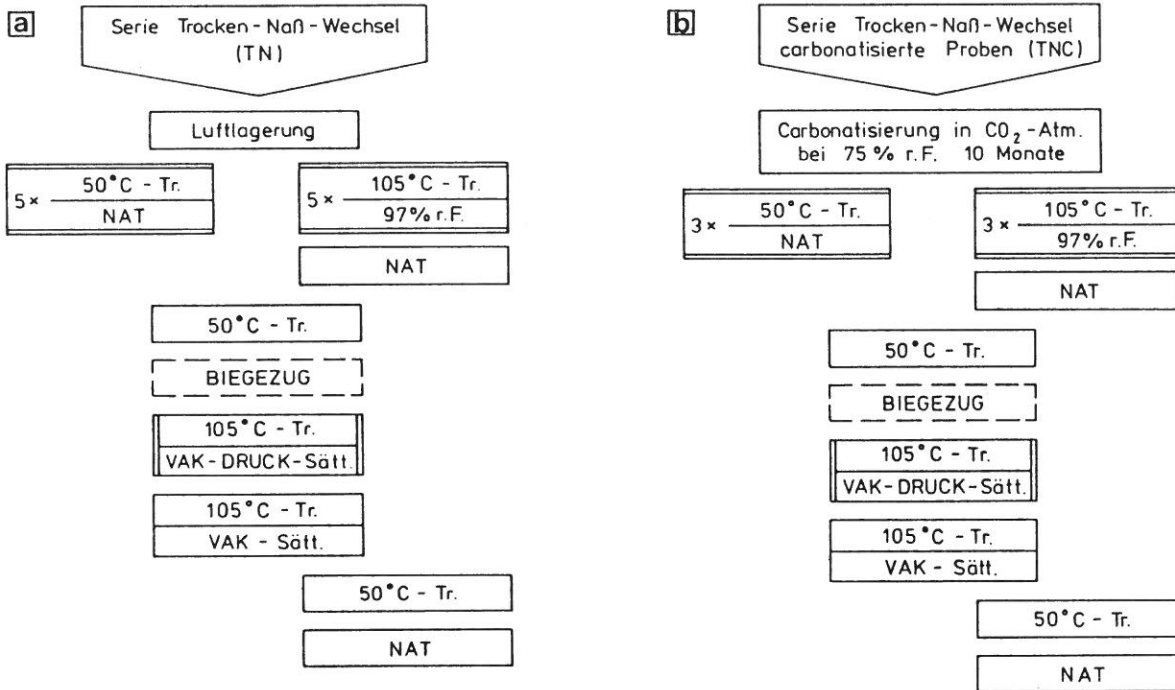 a
Serie Trocken-Naß-Wechsel
(TN)
Luftlagerung
5 ×
50°C - Tr.
NAT
5 ×
105°C - Tr.
97% r.F.
NAT
50°C - Tr.
BIEGEZUG
105°C - Tr.
VAK-DRUCK-Sätt.
105°C - Tr.
VAK - Sätt.
50°C - Tr.
NAT
b
Serie Trocken-Naß-Wechsel
carbonatisierte Proben (TNC)
Carbonatisierung in CO₂-Atm.
bei 75% r.F. 10 Monate
3 ×
50°C - Tr.
NAT
3 ×
105°C - Tr.
97% r.F.
NAT
50°C - Tr.
BIEGEZUG
105°C - Tr.
VAK-DRUCK-Sätt.
105°C - Tr.
VAK - Sätt.
50°C - Tr.
NAT